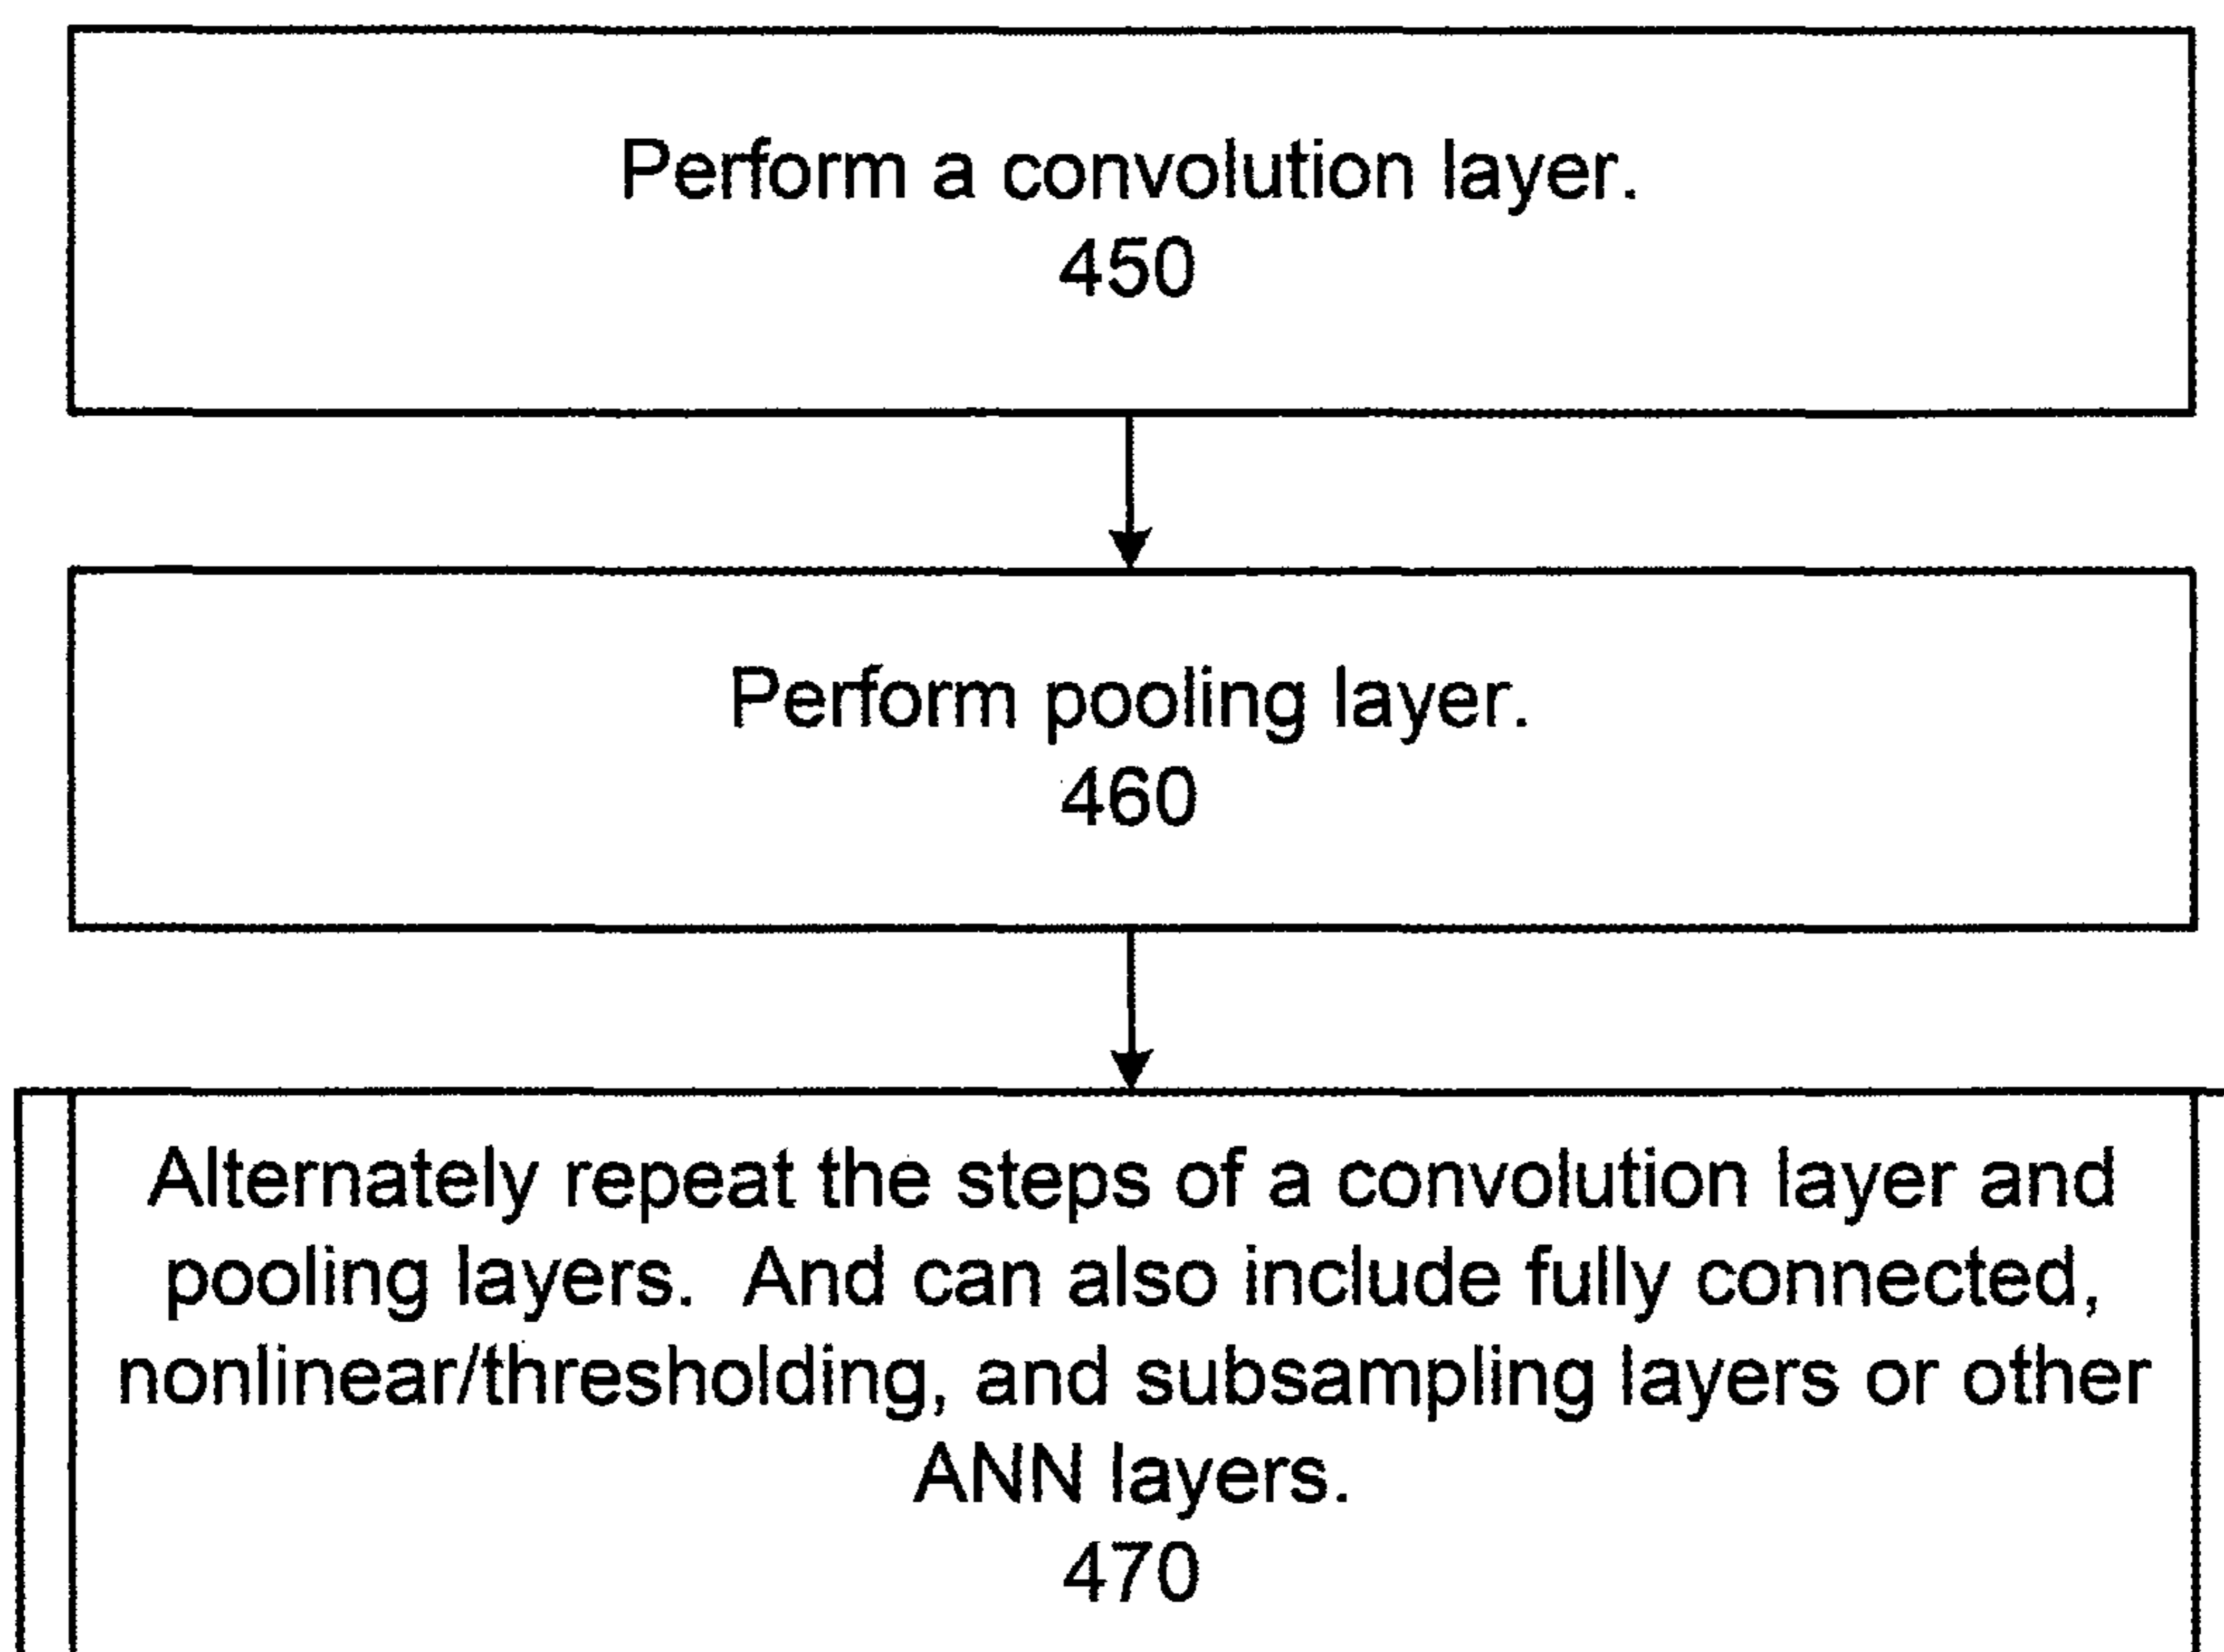 Perform a convolution layer.
450
Perform pooling layer.
460
Alternately repeat the steps of a convolution layer and
pooling layers.  And can also include fully connected,
nonlinear/thresholding, and subsampling layers or other
ANN layers.
470